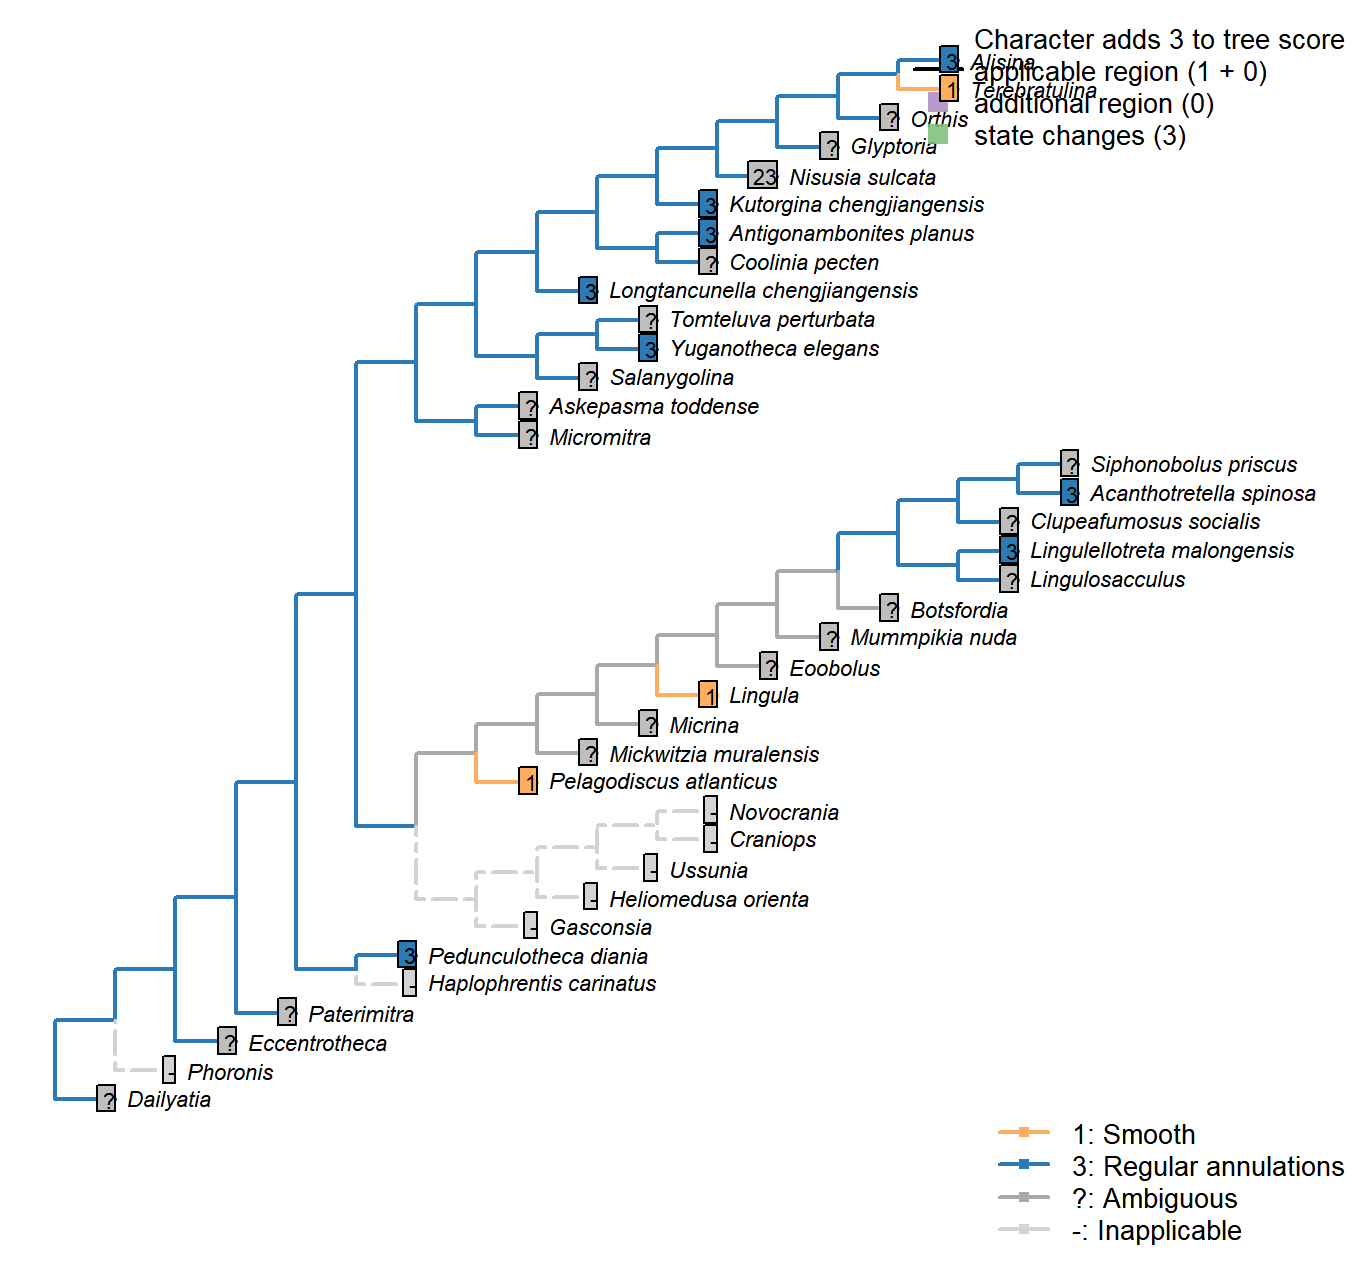 Character adds 3 to tree score
3 Alisina
applicable region (1 + 0)
1 Terebratulina
additional region (0)
? Orthis
state changes (3)
? Glyptoria
23 Nisusia sulcata
3 Kutorgina chengjiangensis
3 Antigonambonites planus
? Coolinia pecten
3 Longtancunella chengjiangensis
? Tomteluva perturbata
3 Yuganotheca elegans
? Salanygolina
? Askepasma toddense
? Micromitra
? Siphonobolus priscus
3 Acanthotretella spinosa
? Clupeafumosus socialis
3 Lingulellotreta malongensis
? Lingulosacculus
? Botsfordia
? Mummpikia nuda
? Eoobolus
1 Lingula
? Micrina
? Mickwitzia muralensis
1 Pelagodiscus atlanticus
- Novocrania
- Craniops
- Ussunia
- Heliomedusa orienta
- Gasconsia
3 Pedunculotheca diania
- Haplophrentis carinatus
? Paterimitra
? Eccentrotheca
- Phoronis
? Dailyatia
1: Smooth
3: Regular annulations
?: Ambiguous
-: Inapplicable